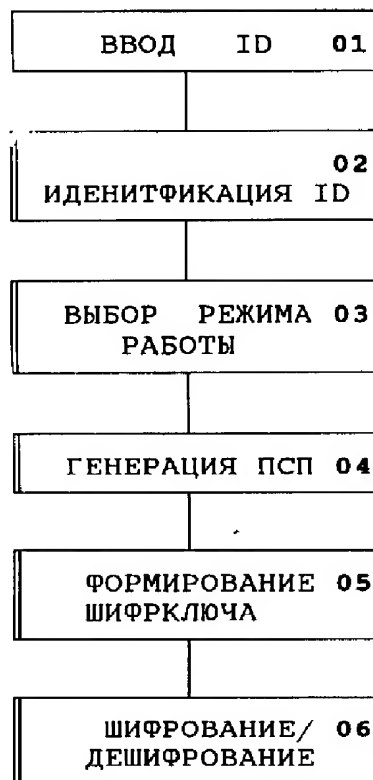 ВВОД ID 01
02
ИДЕНИТФИКАЦИЯ ID
ВЫБОР РЕЖИМА 03
РАБОТЫ
ГЕНЕРАЦИЯ ПСП 04
ФОРМИРОВАНИЕ 05
ШИФРКЛЮЧА
ШИФРОВАНИЕ/ 06
ДЕШИФРОВАНИЕ